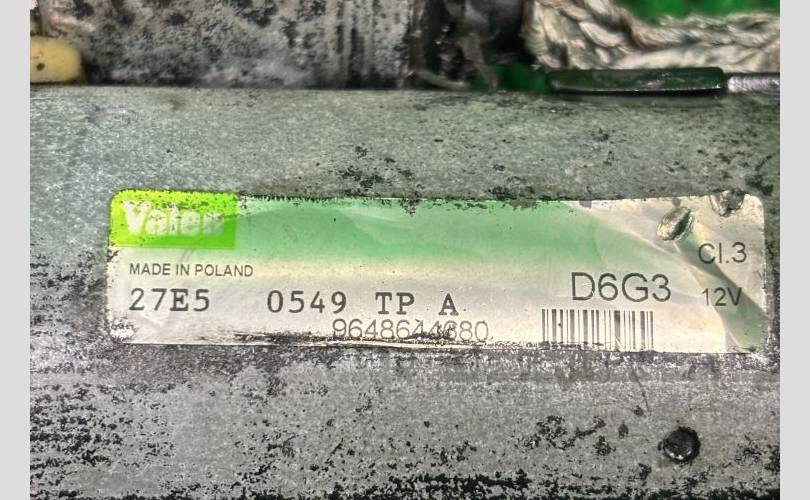 Valeo
MADE IN POLAND
D6G3
Cl.3
27E5 0549 TP A
12V
9648644680